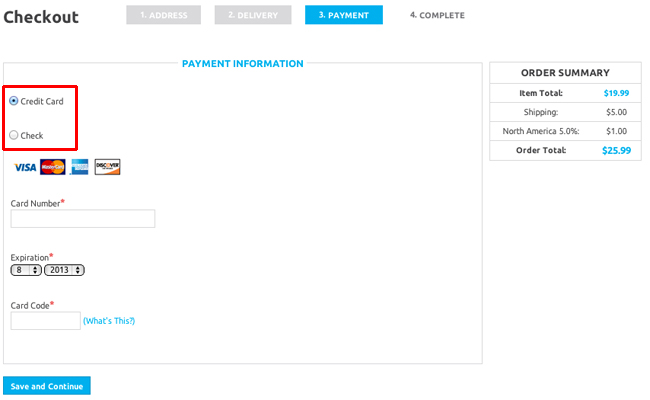 Checkout
1. ADDRESS
2. DELIVERY
3. PAYMENT
4. COMPLETE
PAYMENT INFORMATION
Credit Card
Check
VISA MasterCard DISCOVER
Card Number*
Expiration*
8 2013
Card Code*
(What's This?)
Save and Continue
ORDER SUMMARY
Item Total: $19.99
Shipping: $5.00
North America 5.0%: $1.00
Order Total: $25.99